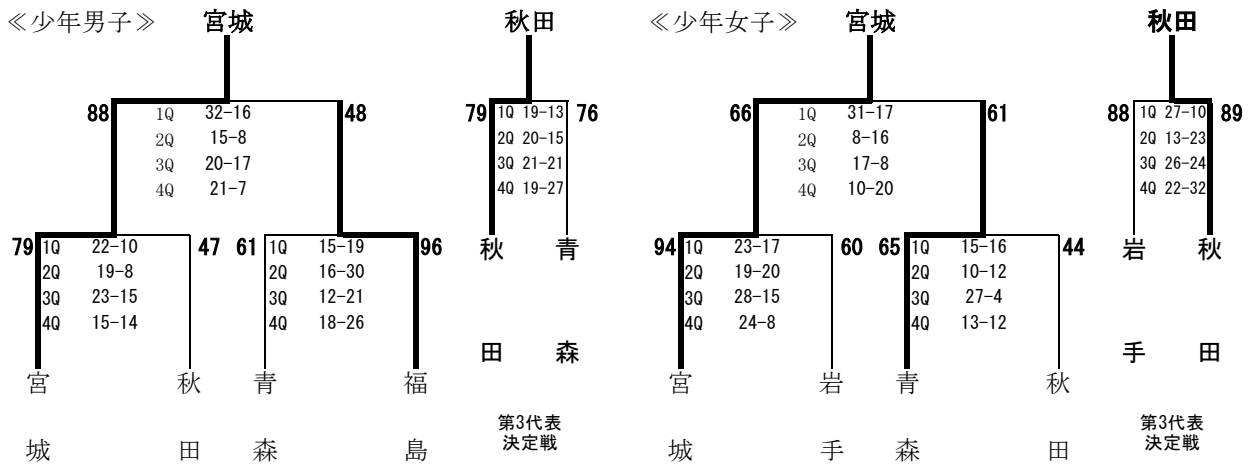 ≪少年男子≫ 宮城 秋田
88 48 79 76
1Q 32-16
2Q 15-8
3Q 20-17
4Q 21-7
1Q 19-13
2Q 20-15
3Q 21-21
4Q 19-27
79 47 61 96
1Q 22-10
2Q 19-8
3Q 23-15
4Q 15-14
1Q 15-19
2Q 16-30
3Q 12-21
4Q 18-26
宮城
秋田
青森
福島
秋田
青森
第3代表
決定戦
≪少年女子≫ 宮城 秋田
66 61 88 89
1Q 31-17
2Q 8-16
3Q 17-8
4Q 10-20
1Q 27-10
2Q 13-23
3Q 26-24
4Q 22-32
94 60 65 44
1Q 23-17
2Q 19-20
3Q 28-15
4Q 24-8
1Q 15-16
2Q 10-12
3Q 27-4
4Q 13-12
宮城
岩手
青森
秋田
岩手
秋田
第3代表
決定戦